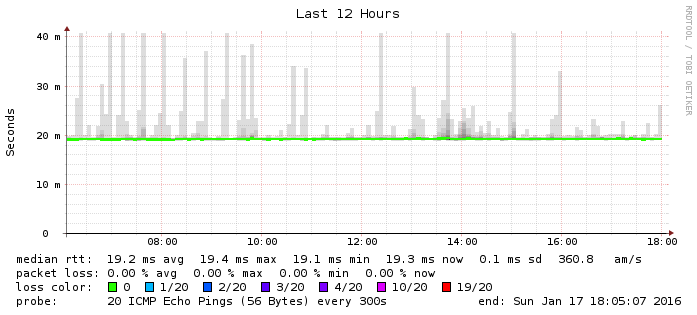 Last 12 Hours
RRDTOOL / TOBI OETIKER
Seconds
40 m
30 m
20 m
10 m
0
08:00 10:00 12:00 14:00 16:00 18:00
median rtt: 19.2 ms avg 19.4 ms max 19.1 ms min 19.3 ms now 0.1 ms sd 360.8 am/s
packet loss: 0.00 % avg 0.00 % max 0.00 % min 0.00 % now
loss color: 0 1/20 2/20 3/20 4/20 10/20 19/20
probe: 20 ICMP Echo Pings (56 Bytes) every 300s end: Sun Jan 17 18:05:07 2016